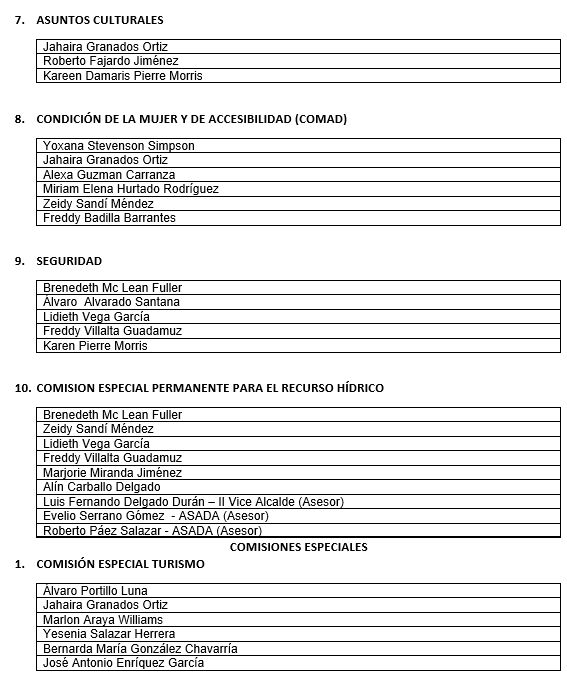 7. ASUNTOS CULTURALES
Jahaira Granados Ortiz
Roberto Fajardo Jiménez
Kareen Damaris Pierre Morris
8. CONDICIÓN DE LA MUJER Y DE ACCESIBILIDAD (COMAD)
Yoxana Stevenson Simpson
Jahaira Granados Ortiz
Alexa Guzman Carranza
Miriam Elena Hurtado Rodríguez
Zeidy Sandí Méndez
Freddy Badilla Barrantes
9. SEGURIDAD
Brenedeth Mc Lean Fuller
Álvaro Alvarado Santana
Lidieth Vega García
Freddy Villalta Guadamuz
Karen Pierre Morris
10. COMISION ESPECIAL PERMANENTE PARA EL RECURSO HÍDRICO
Brenedeth Mc Lean Fuller
Zeidy Sandí Méndez
Lidieth Vega García
Freddy Villalta Guadamuz
Marjorie Miranda Jiménez
Alín Carballo Delgado
Luis Fernando Delgado Durán – II Vice Alcalde (Asesor)
Evelio Serrano Gómez - ASADA (Asesor)
Roberto Páez Salazar - ASADA (Asesor)
COMISIONES ESPECIALES
1. COMISIÓN ESPECIAL TURISMO
Álvaro Portillo Luna
Jahaira Granados Ortiz
Marlon Araya Williams
Yesenia Salazar Herrera
Bernarda María González Chavarría
José Antonio Enríquez García